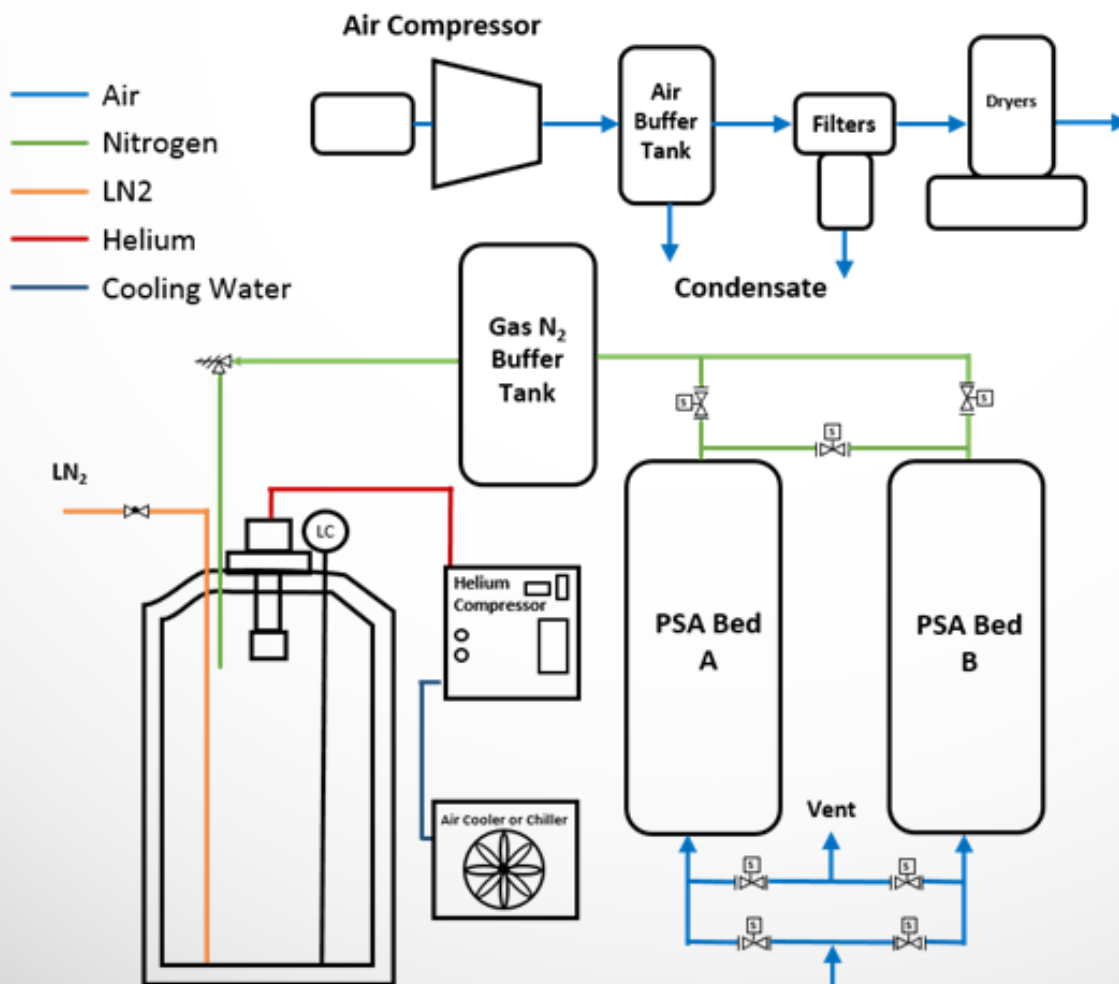 Air Compressor
Air
Nitrogen
LN2
Helium
Cooling Water
Air
Buffer
Tank
Filters
Dryers
Condensate
Gas N₂
Buffer
Tank
S
S
S
LN₂
LC
Helium
Compressor
PSA Bed
A
PSA Bed
B
Air Cooler or Chiller
Vent
S
S
S
S